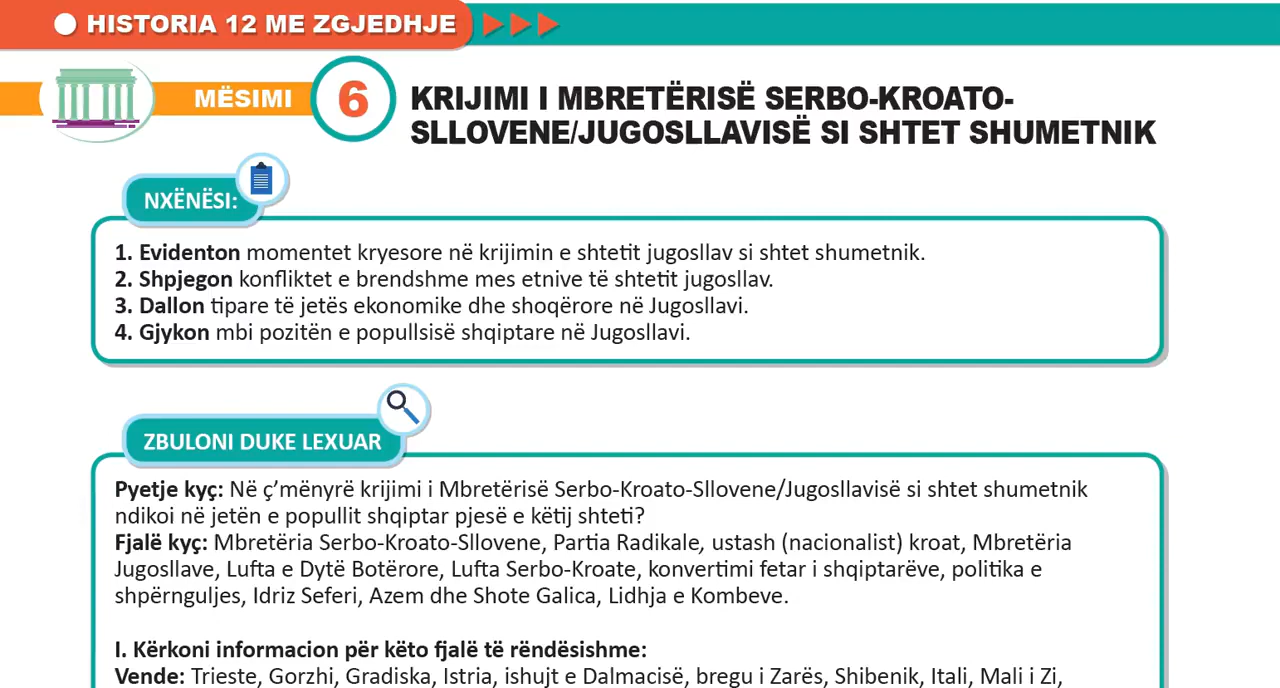 HISTORIA 12 ME ZGJEDHJE
MËSIMI 6
KRIJIMI I MBRETËRISË SERBO-KROATO-
SLLOVENE/JUGOSLLAVISË SI SHTET SHUMETNIK
NXËNËSI:
1. Evidenton momentet kryesore në krijimin e shtetit jugosllav si shtet shumetnik.
2. Shpjegon konfliktet e brendshme mes etnive të shtetit jugosllav.
3. Dallon tipare të jetës ekonomike dhe shoqërore në Jugosllavi.
4. Gjykon mbi pozitën e popullsisë shqiptare në Jugosllavi.
ZBULONI DUKE LEXUAR
Pyetje kyç: Në ç’mënyrë krijimi i Mbretërisë Serbo-Kroato-Sllovene/Jugosllavisë si shtet shumetnik
ndikoi në jetën e popullit shqiptar pjesë e këtij shteti?
Fjalë kyç: Mbretëria Serbo-Kroato-Sllovene, Partia Radikale, ustash (nacionalist) kroat, Mbretëria
Jugosllave, Lufta e Dytë Botërore, Lufta Serbo-Kroate, konvertimi fetar i shqiptarëve, politika e
shpërnguljes, Idriz Seferi, Azem dhe Shote Galica, Lidhja e Kombeve.
I. Kërkoni informacion për këto fjalë të rëndësishme:
Vende: Trieste, Gorzhi, Gradiska, Istria, ishujt e Dalmacisë, bregu i Zarës, Shibenik, Itali, Mali i Zi,